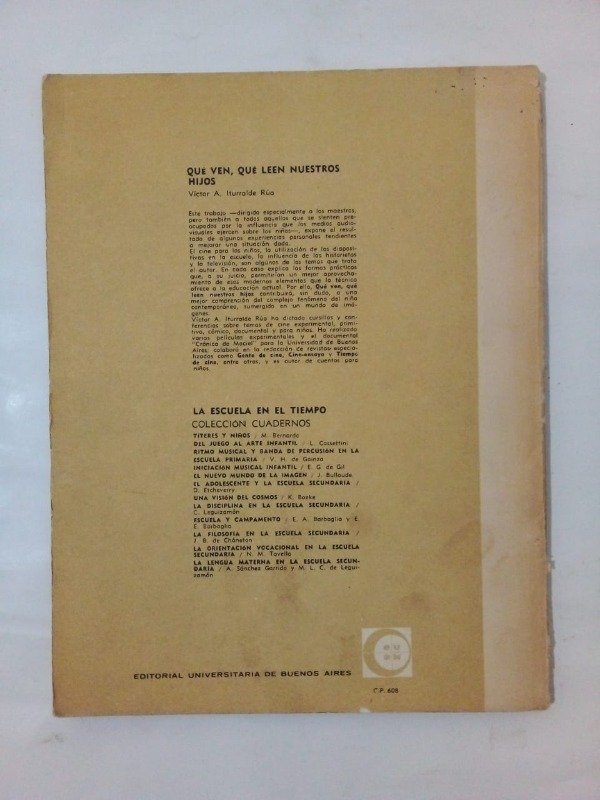 QUÉ VEN, QUÉ LEEN NUESTROS
HIJOS
Víctor A. Iturralde Rúa
Este trabajo —dirigido especialmente a los maestros,
pero también a todos aquellos que se sienten pre-
ocupados por la influencia que los medios audio-
visuales ejercen sobre los niños—, expone el resul-
tado de algunas experiencias personales tendientes
a mejorar una situación dada.
El cine para los niños, la utilización de las diapositi-
vas en la escuela, la influencia de las historietas
y la televisión, son algunos de los temas que trata
el autor. En cada caso explica las formas prácticas
que, a su juicio, permitirían un mejor aprovecha-
miento de esos modernos elementos que la técnica
ofrece a la educación actual. Por ello, Qué ven, qué
leen nuestros hijos contribuirá, sin duda, a una
mejor comprensión del complejo fenómeno del niño
contemporáneo, sumergido en un mundo de imá-
genes.
Víctor A. Iturralde Rúa ha dictado cursillos y con-
ferencias sobre temas de cine experimental, primi-
tivo, cómico, documental y para niños. Ha realizado
varias películas experimentales y el documental
"Crónica de Maciel" para la Universidad de Buenos
Aires; colaboró en la redacción de revistas especia-
lizadas como Gente de cine, Cine-ensayo y Tiempo
de cine, entre otras, y es autor de cuentos para
niños.
LA ESCUELA EN EL TIEMPO
COLECCIÓN CUADERNOS
TÍTERES Y NIÑOS / M. Bernardo
DEL JUEGO AL ARTE INFANTIL / L. Cossettini
RITMO MUSICAL Y BANDA DE PERCUSIÓN EN LA
ESCUELA PRIMARIA / V. H. de Gainza
INICIACIÓN MUSICAL INFANTIL / E. G. de Gil
EL NUEVO MUNDO DE LA IMAGEN / J. Bullaude
EL ADOLESCENTE Y LA ESCUELA SECUNDARIA /
D. Etcheverry
UNA VISIÓN DEL COSMOS / K. Boeke
LA DISCIPLINA EN LA ESCUELA SECUNDARIA /
C. Leguizamón
ESCUELA Y CAMPAMENTO / E. A. Barbaglia y E.
E. Barbaglia
LA FILOSOFÍA EN LA ESCUELA SECUNDARIA /
J. B. de Chaneton
LA ORIENTACIÓN VOCACIONAL EN LA ESCUELA
SECUNDARIA / N. M. Tavella
LA LENGUA MATERNA EN LA ESCUELA SECUN-
DARIA / A. Sánchez Garrido y M. L. C. de Legui-
zamón
eu
EDITORIAL UNIVERSITARIA DE BUENOS AIRES
C.P. 608